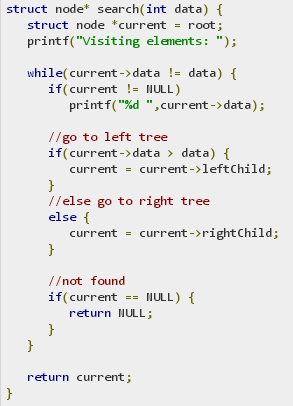 struct node* search(int data) {
   struct node *current = root;
   printf("Visiting elements: ");

   while(current->data != data) {
      if(current != NULL)
         printf("%d ",current->data);

      //go to left tree
      if(current->data > data) {
         current = current->leftChild;
      }
      //else go to right tree
      else {
         current = current->rightChild;
      }

      //not found
      if(current == NULL) {
         return NULL;
      }
   }

   return current;
}